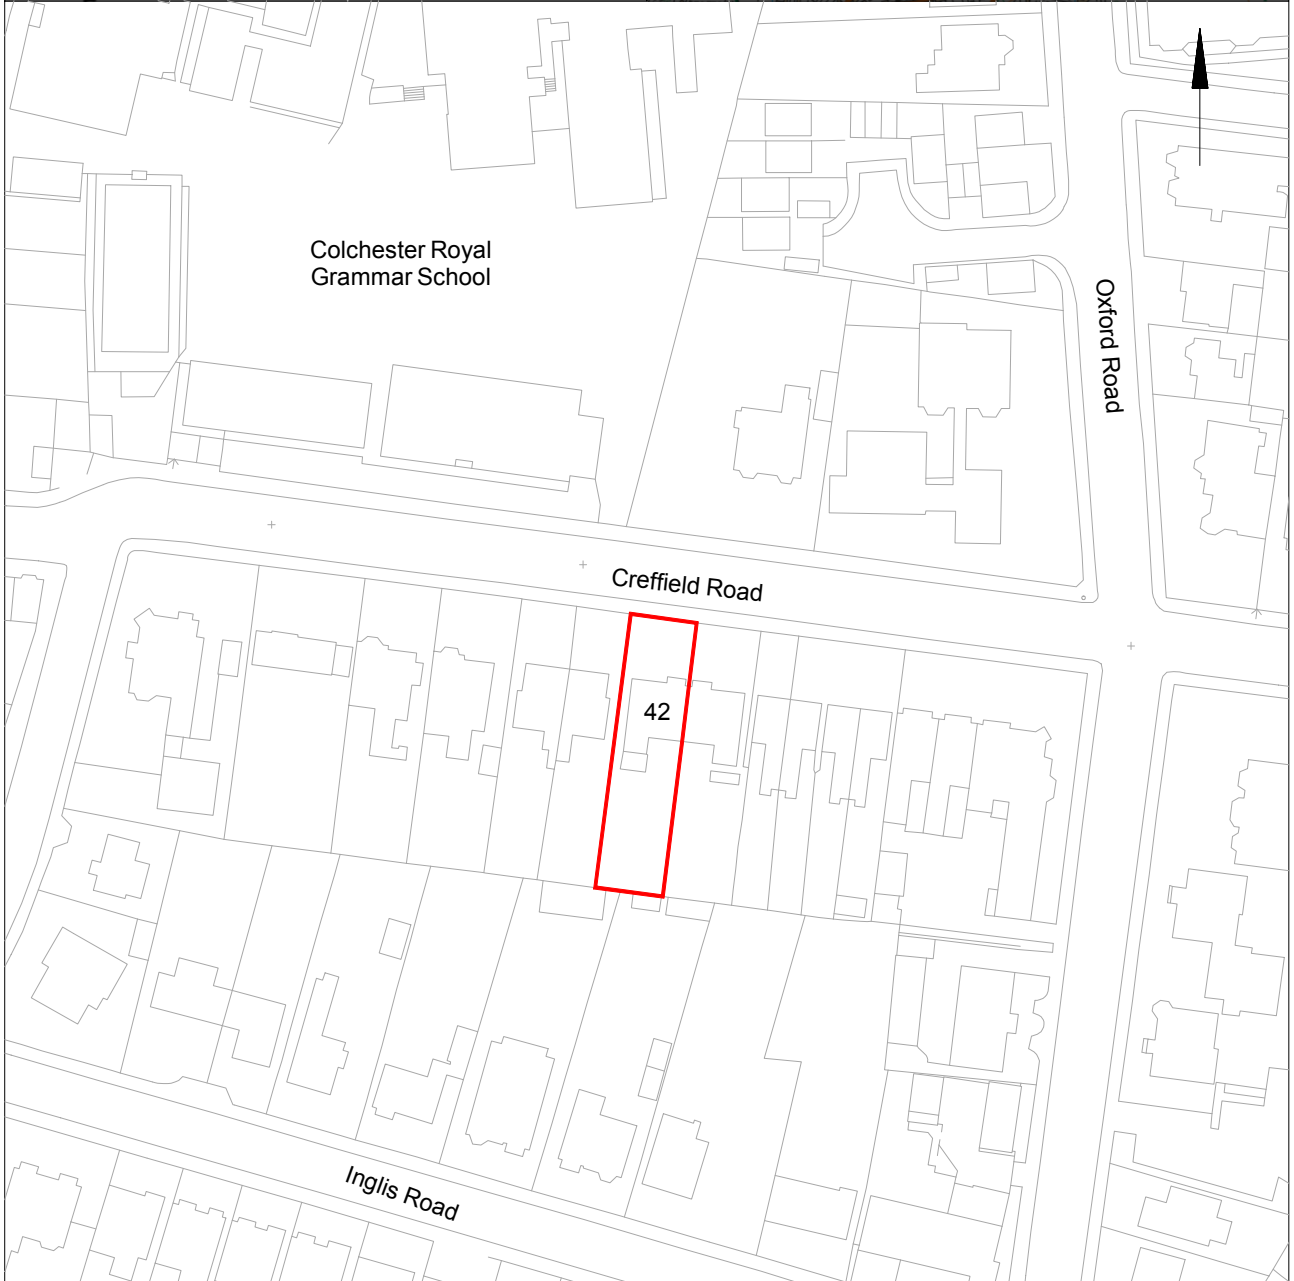 Colchester Royal
Grammar School
Oxford Road
Creffield Road
42
Inglis Road